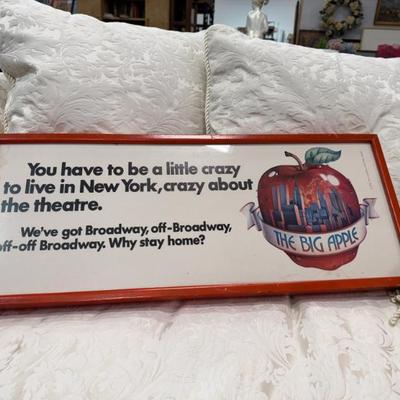 You have to be a little crazy
to live in New York, crazy about
the theatre.
We've got Broadway, off-Broadway,
off-off Broadway. Why stay home?
THE BIG APPLE